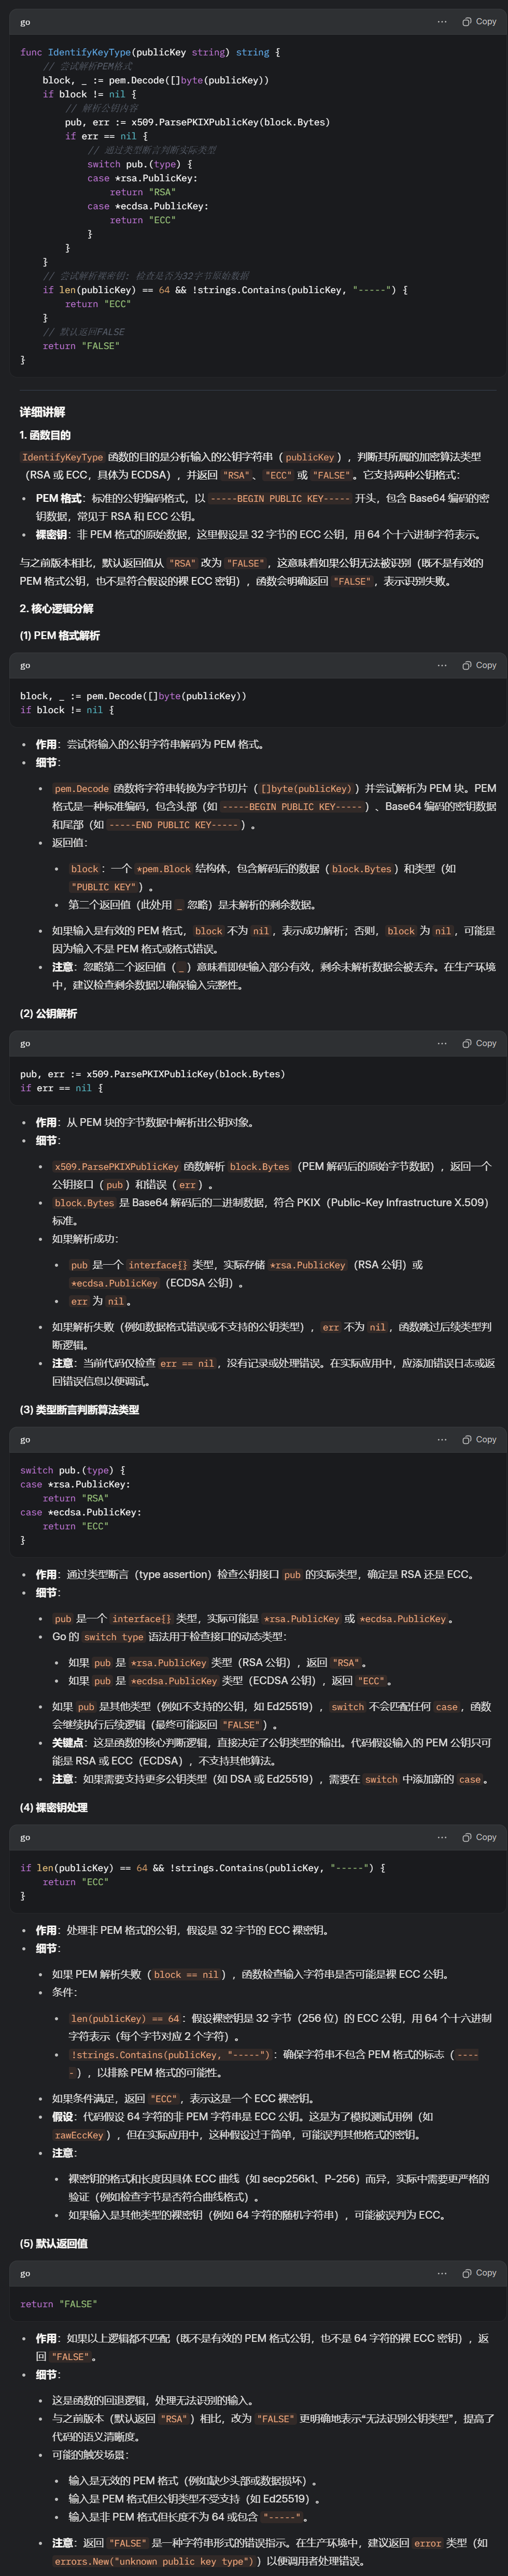 go
Copy
func IdentifyKeyType(publicKey string) string {
// 尝试解析PEM格式
block, _ := pem.Decode([]byte(publicKey))
if block != nil {
// 解析公钥内容
pub, err := x509.ParsePKIXPublicKey(block.Bytes)
if err == nil {
// 通过类型断言判断实际类型
switch pub.(type) {
case *rsa.PublicKey:
return "RSA"
case *ecdsa.PublicKey:
return "ECC"
}
}
}
// 尝试解析裸密钥: 检查是否为32字节原始数据
if len(publicKey) == 64 && !strings.Contains(publicKey, "-----") {
return "ECC"
}
// 默认返回FALSE
return "FALSE"
}
详细讲解
1. 函数目的
IdentifyKeyType 函数的目的是分析输入的公钥字符串（ publicKey ），判断其所属的加密算法类型
（RSA 或 ECC，具体为 ECDSA），并返回 "RSA" 、 "ECC" 或 "FALSE" 。它支持两种公钥格式：
• PEM 格式：标准的公钥编码格式，以 -----BEGIN PUBLIC KEY----- 开头，包含 Base64 编码的密
钥数据，常见于 RSA 和 ECC 公钥。
• 裸密钥：非 PEM 格式的原始数据，这里假设是 32 字节的 ECC 公钥，用 64 个十六进制字符表示。
与之前版本相比，默认返回值从 "RSA" 改为 "FALSE" ，这意味着如果公钥无法被识别（既不是有效的
PEM 格式公钥，也不是符合假设的裸 ECC 密钥），函数会明确返回 "FALSE" ，表示识别失败。
2. 核心逻辑分解
(1) PEM 格式解析
go
Copy
block, _ := pem.Decode([]byte(publicKey))
if block != nil {
• 作用：尝试将输入的公钥字符串解码为 PEM 格式。
• 细节：
• pem.Decode 函数将字符串转换为字节切片（ []byte(publicKey) ）并尝试解析为 PEM 块。PEM
格式是一种标准编码，包含头部（如 -----BEGIN PUBLIC KEY----- ）、Base64 编码的密钥数据
和尾部（如 -----END PUBLIC KEY----- ）。
• 返回值：
• block ：一个 *pem.Block 结构体，包含解码后的数据（ block.Bytes ）和类型（如
"PUBLIC KEY" ）。
• 第二个返回值（此处用 _ 忽略）是未解析的剩余数据。
• 如果输入是有效的 PEM 格式， block 不为 nil ，表示成功解析；否则， block 为 nil ，可能是
因为输入不是 PEM 格式或格式错误。
• 注意：忽略第二个返回值（ _ ）意味着即使输入部分有效，剩余未解析数据会被丢弃。在生产环境
中，建议检查剩余数据以确保输入完整性。
(2) 公钥解析
go
Copy
pub, err := x509.ParsePKIXPublicKey(block.Bytes)
if err == nil {
• 作用：从 PEM 块的字节数据中解析出公钥对象。
• 细节：
• x509.ParsePKIXPublicKey 函数解析 block.Bytes （PEM 解码后的原始字节数据），返回一个
公钥接口（ pub ）和错误（ err ）。
• block.Bytes 是 Base64 解码后的二进制数据，符合 PKIX（Public-Key Infrastructure X.509）
标准。
• 如果解析成功：
• pub 是一个 interface{} 类型，实际存储 *rsa.PublicKey （RSA 公钥）或
*ecdsa.PublicKey （ECDSA 公钥）。
• err 为 nil 。
• 如果解析失败（例如数据格式错误或不支持的公钥类型）， err 不为 nil ，函数跳过后续类型判
断逻辑。
• 注意：当前代码仅检查 err == nil ，没有记录或处理错误。在实际应用中，应添加错误日志或返
回错误信息以便调试。
(3) 类型断言判断算法类型
go
Copy
switch pub.(type) {
case *rsa.PublicKey:
return "RSA"
case *ecdsa.PublicKey:
return "ECC"
}
• 作用：通过类型断言（type assertion）检查公钥接口 pub 的实际类型，确定是 RSA 还是 ECC。
• 细节：
• pub 是一个 interface{} 类型，实际可能是 *rsa.PublicKey 或 *ecdsa.PublicKey 。
• Go 的 switch type 语法用于检查接口的动态类型：
• 如果 pub 是 *rsa.PublicKey 类型（RSA 公钥），返回 "RSA" 。
• 如果 pub 是 *ecdsa.PublicKey 类型（ECDSA 公钥），返回 "ECC" 。
• 如果 pub 是其他类型（例如不支持的公钥，如 Ed25519）， switch 不会匹配任何 case ，函数
会继续执行后续逻辑（最终可能返回 "FALSE" ）。
• 关键点：这是函数的核心判断逻辑，直接决定了公钥类型的输出。代码假设输入的 PEM 公钥只可
能是 RSA 或 ECC（ECDSA），不支持其他算法。
• 注意：如果需要支持更多公钥类型（如 DSA 或 Ed25519），需要在 switch 中添加新的 case 。
(4) 裸密钥处理
go
Copy
if len(publicKey) == 64 && !strings.Contains(publicKey, "-----") {
return "ECC"
}
• 作用：处理非 PEM 格式的公钥，假设是 32 字节的 ECC 裸密钥。
• 细节：
• 如果 PEM 解析失败（ block == nil ），函数检查输入字符串是否可能是裸 ECC 公钥。
• 条件：
• len(publicKey) == 64 ：假设裸密钥是 32 字节（256 位）的 ECC 公钥，用 64 个十六进制
字符表示（每个字节对应 2 个字符）。
• !strings.Contains(publicKey, "-----") ：确保字符串不包含 PEM 格式的标志（ ----
- ），以排除 PEM 格式的可能性。
• 如果条件满足，返回 "ECC" ，表示这是一个 ECC 裸密钥。
• 假设：代码假设 64 字符的非 PEM 字符串是 ECC 公钥。这是为了模拟测试用例（如
rawEccKey ），但在实际应用中，这种假设过于简单，可能误判其他格式的密钥。
• 注意：
• 裸密钥的格式和长度因具体 ECC 曲线（如 secp256k1、P-256）而异，实际中需要更严格的
验证（例如检查字节是否符合曲线格式）。
• 如果输入是其他类型的裸密钥（例如 64 字符的随机字符串），可能被误判为 ECC。
(5) 默认返回值
go
Copy
return "FALSE"
• 作用：如果以上逻辑都不匹配（既不是有效的 PEM 格式公钥，也不是 64 字符的裸 ECC 密钥），返
回 "FALSE" 。
• 细节：
• 这是函数的回退逻辑，处理无法识别的输入。
• 与之前版本（默认返回 "RSA" ）相比，改为 "FALSE" 更明确地表示“无法识别公钥类型”，提高了
代码的语义清晰度。
• 可能的触发场景：
• 输入是无效的 PEM 格式（例如缺少头部或数据损坏）。
• 输入是 PEM 格式但公钥类型不受支持（如 Ed25519）。
• 输入是非 PEM 格式但长度不为 64 或包含 "-----" 。
• 注意：返回 "FALSE" 是一种字符串形式的错误指示。在生产环境中，建议返回 error 类型（如
errors.New("unknown public key type") ）以便调用者处理错误。